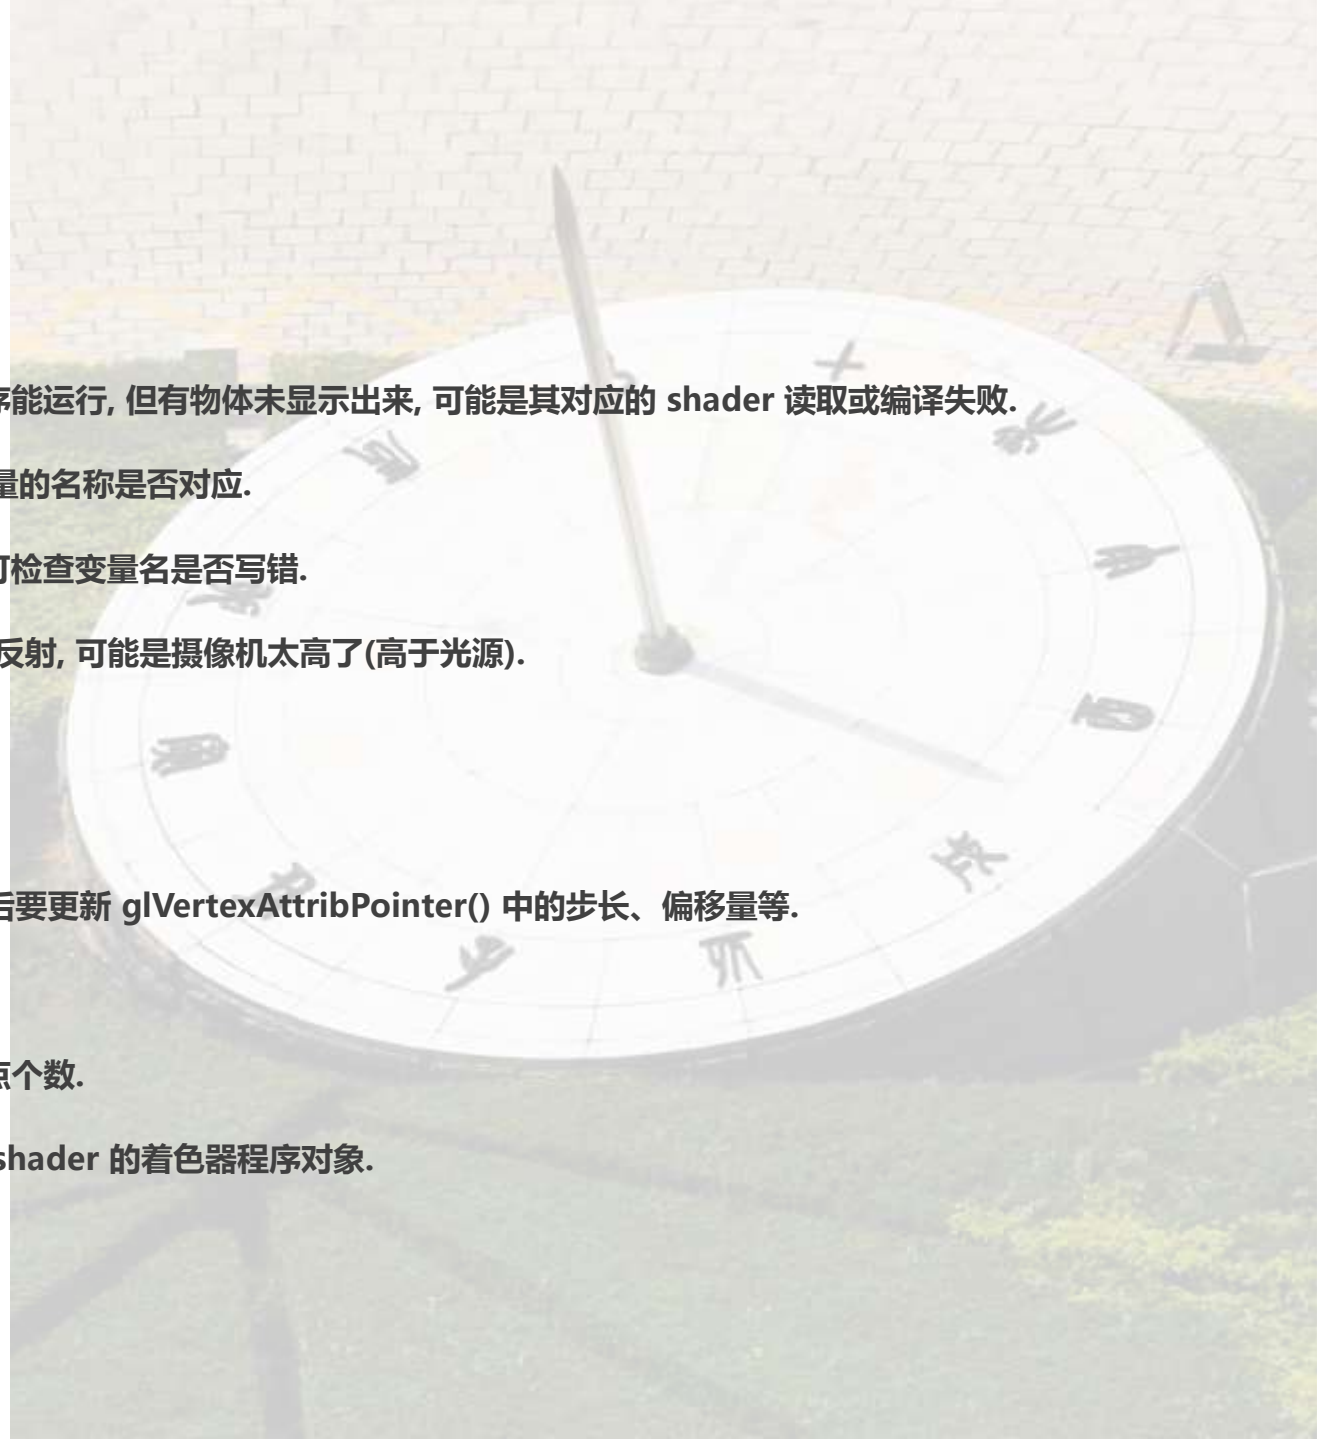 能运行, 但有物体未显示出来, 可能是其对应的 shader 读取或编译失败.
量的名称是否对应.
可检查变量名是否写错.
反射, 可能是摄像机太高了(高于光源).
后要更新 glVertexAttribPointer() 中的步长、偏移量等.
点个数.
shader 的着色器程序对象.